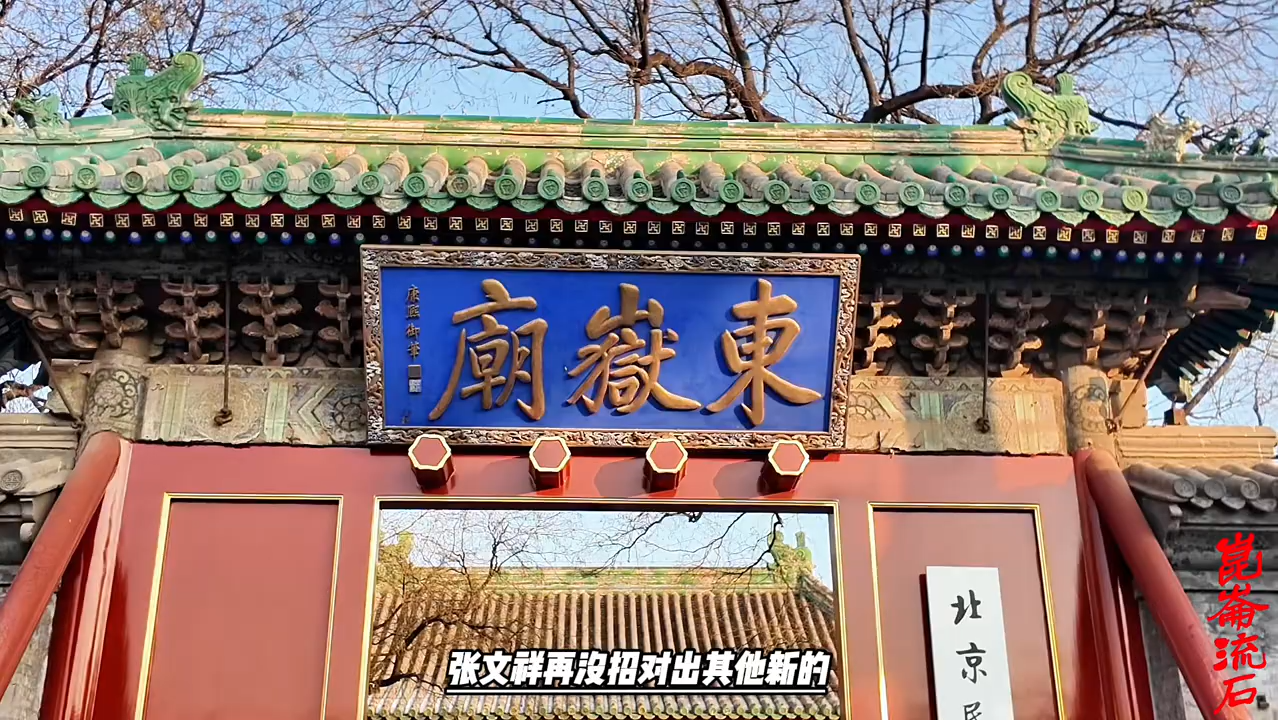 東嶽廟
康熙御筆
北京民
张文祥再没招对出其他新的
崑崙流石